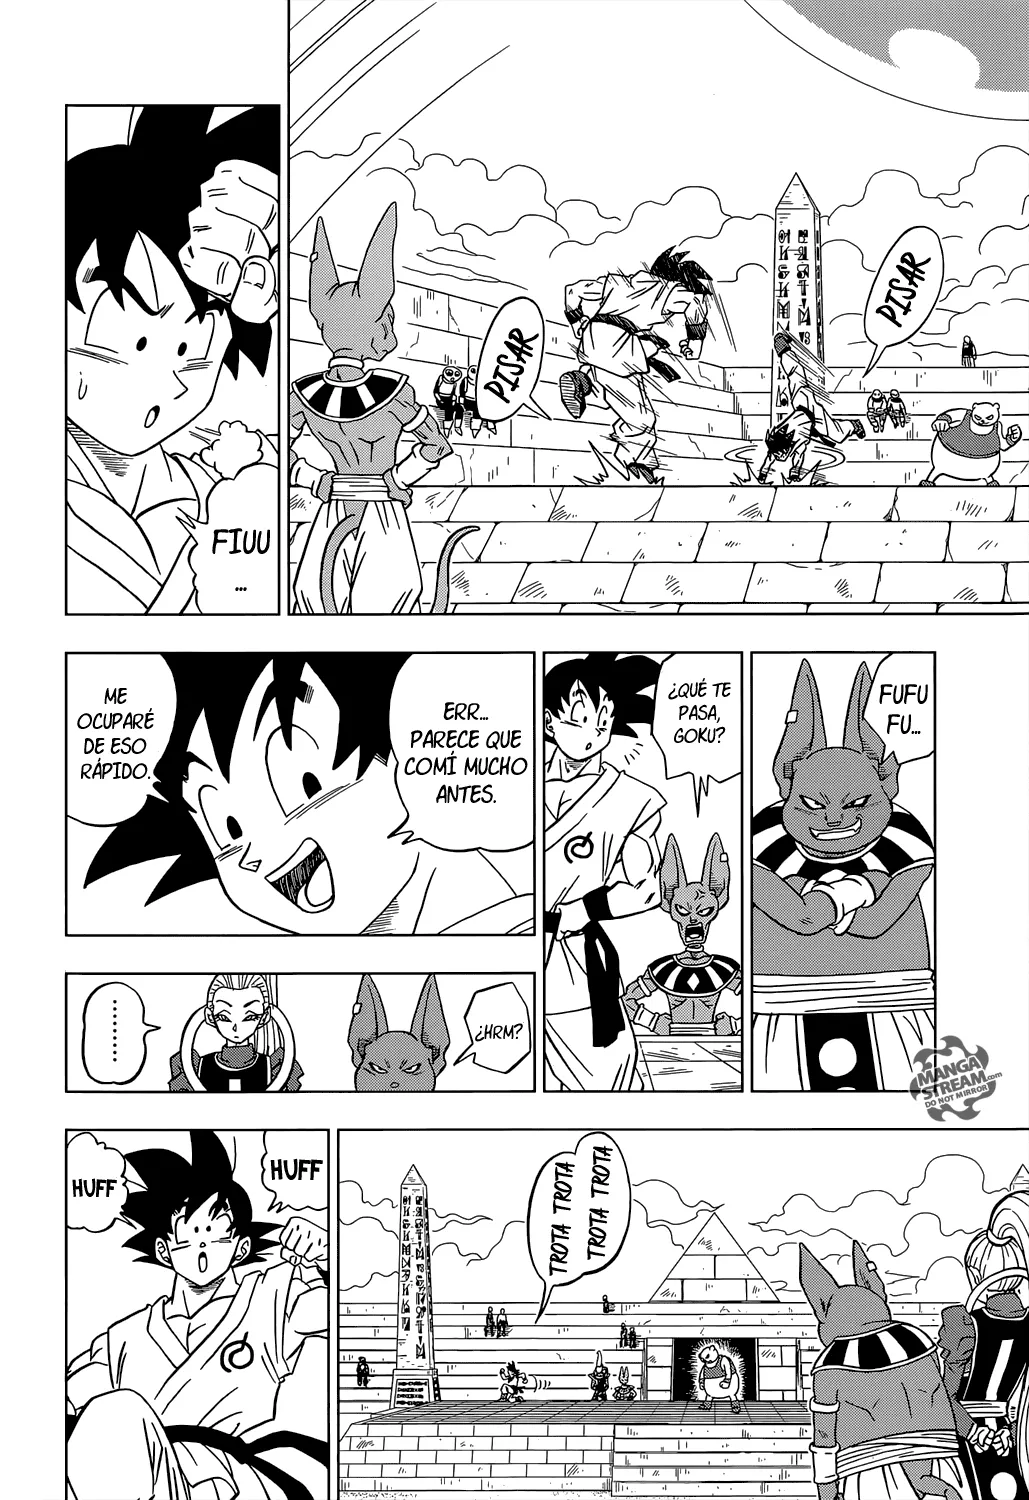 PISAR
PISAR
FIUU
...
FUFU
FU...
¿QUÉ TE
PASA,
GOKU?
ERR...
PARECE QUE
COMÍ MUCHO
ANTES.
ME
OCUPARÉ
DE ESO
RÁPIDO.
¿HRM?
........
MANGA
STREAM.com
DO NOT MIRROR
TROTA TROTA
TROTA TROTA
HUFF
HUFF